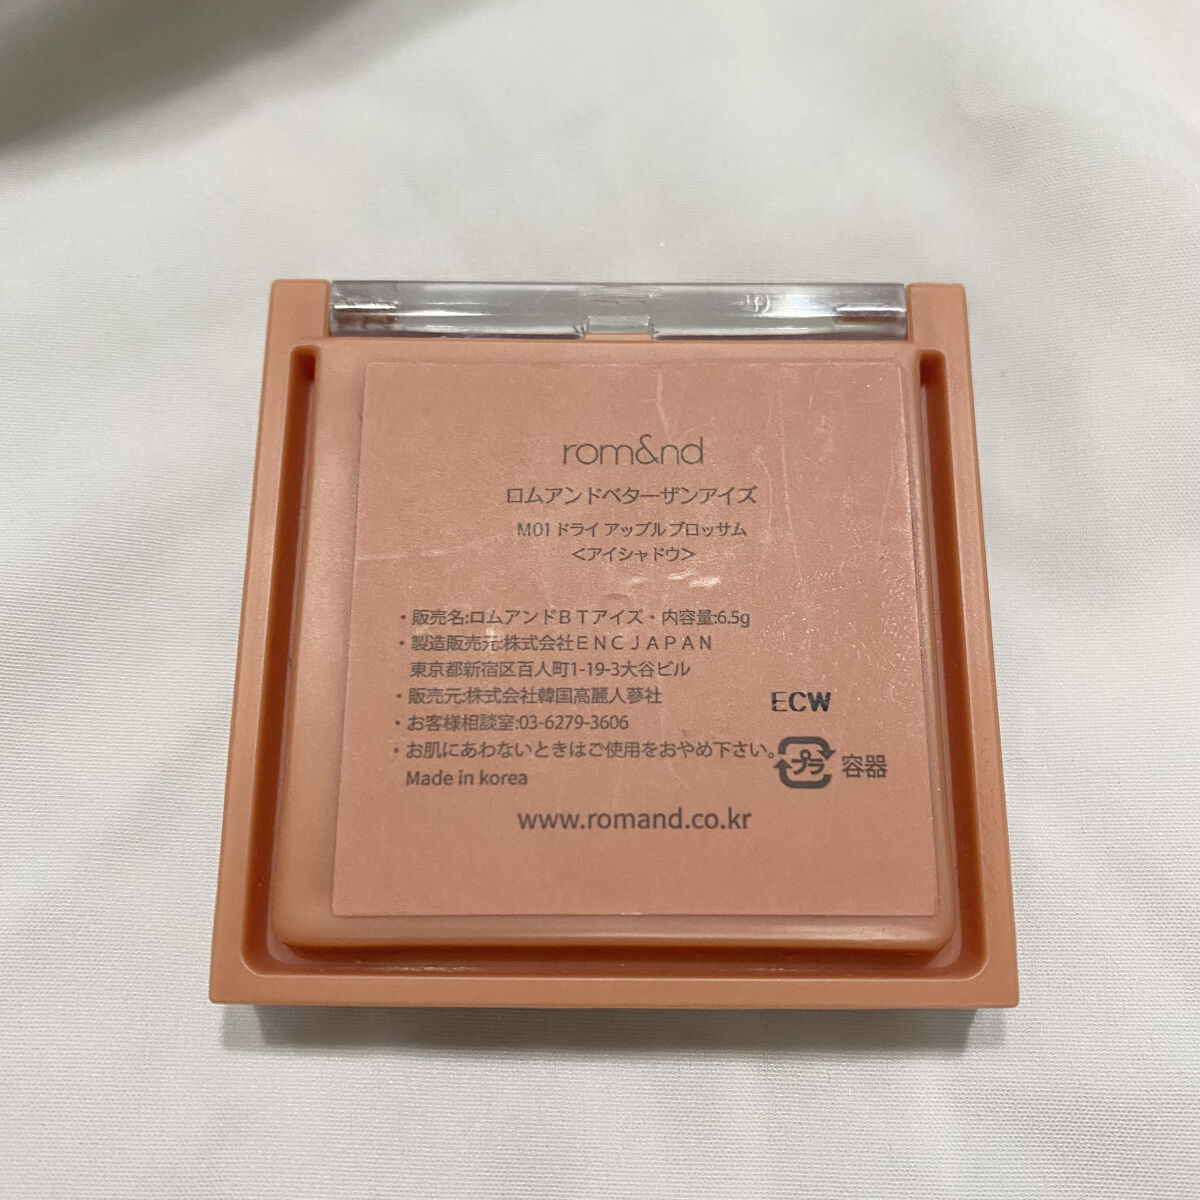 rom&nd
ロムアンドベターザンアイズ
M01 ドライ アップル ブロッサム
<アイシャドウ>
・販売名:ロムアンドBTアイズ・内容量:6.5g
・製造販売元:株式会社ENCJAPAN
東京都新宿区百人町1-19-3大谷ビル
・販売元:株式会社韓国高麗人蔘社
・お客様相談室:03-6279-3606
・お肌にあわないときはご使用をおやめ下さい。
Made in korea
ECW
プラ 容器
www.romand.co.kr